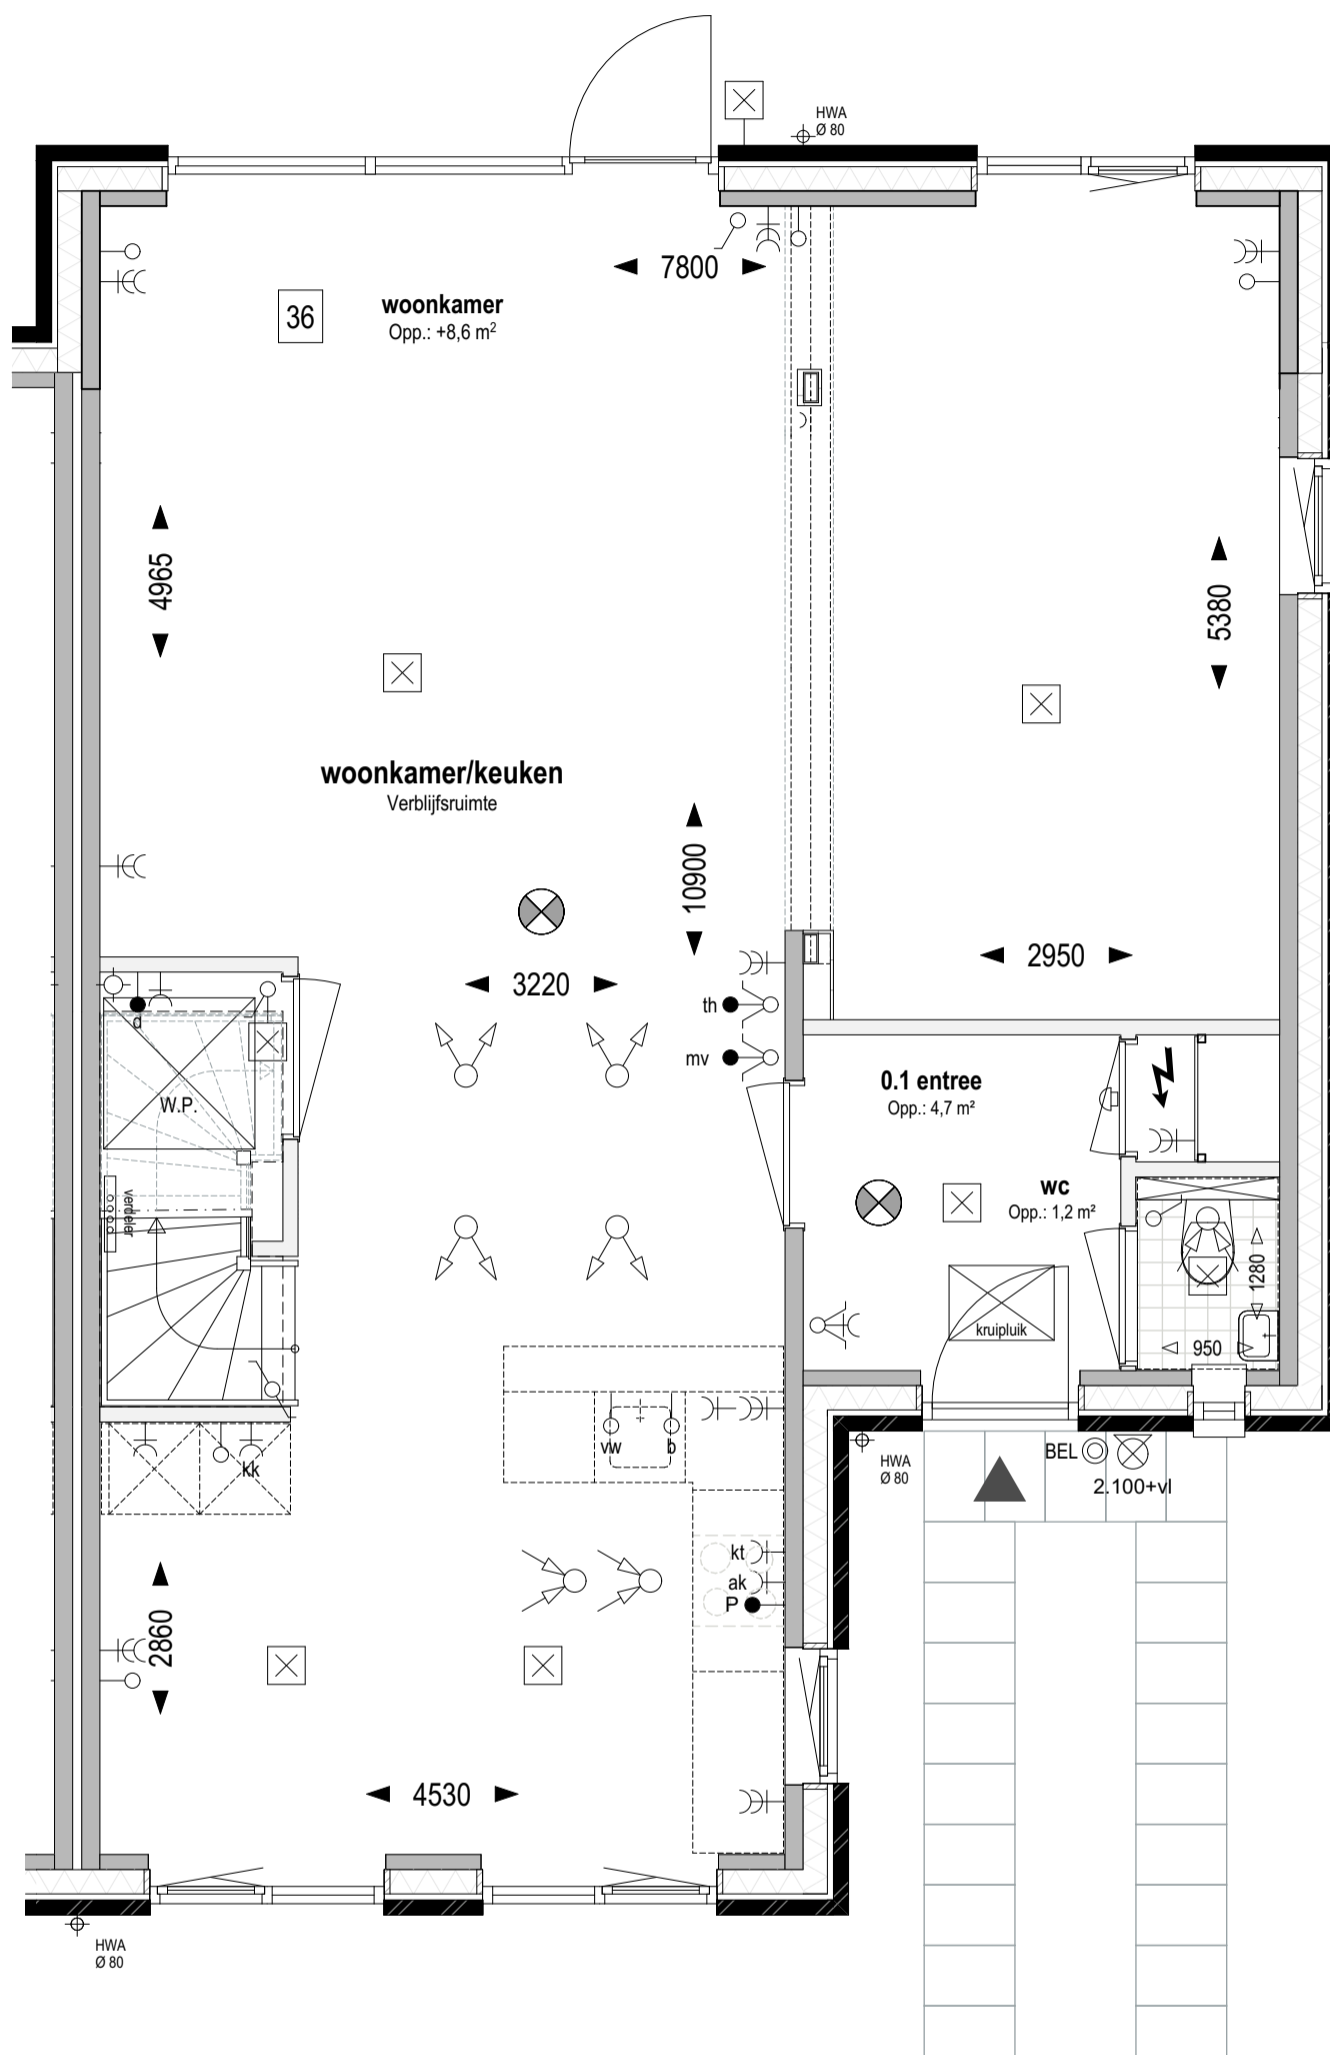 HWA
Ø 80
7800
36
woonkamer
Opp.: +8,6 m²
4965
5380
woonkamer/keuken
Verblijfsruimte
10900
2950
3220
th
mv
d
W.P.
verdeler
0.1 entree
Opp.: 4,7 m²
wc
Opp.: 1,2 m²
1280
950
kruipluik
vw
b
kk
HWA
Ø 80
BEL
2.100+vl
kt
ak
P
2860
4530
HWA
Ø 80